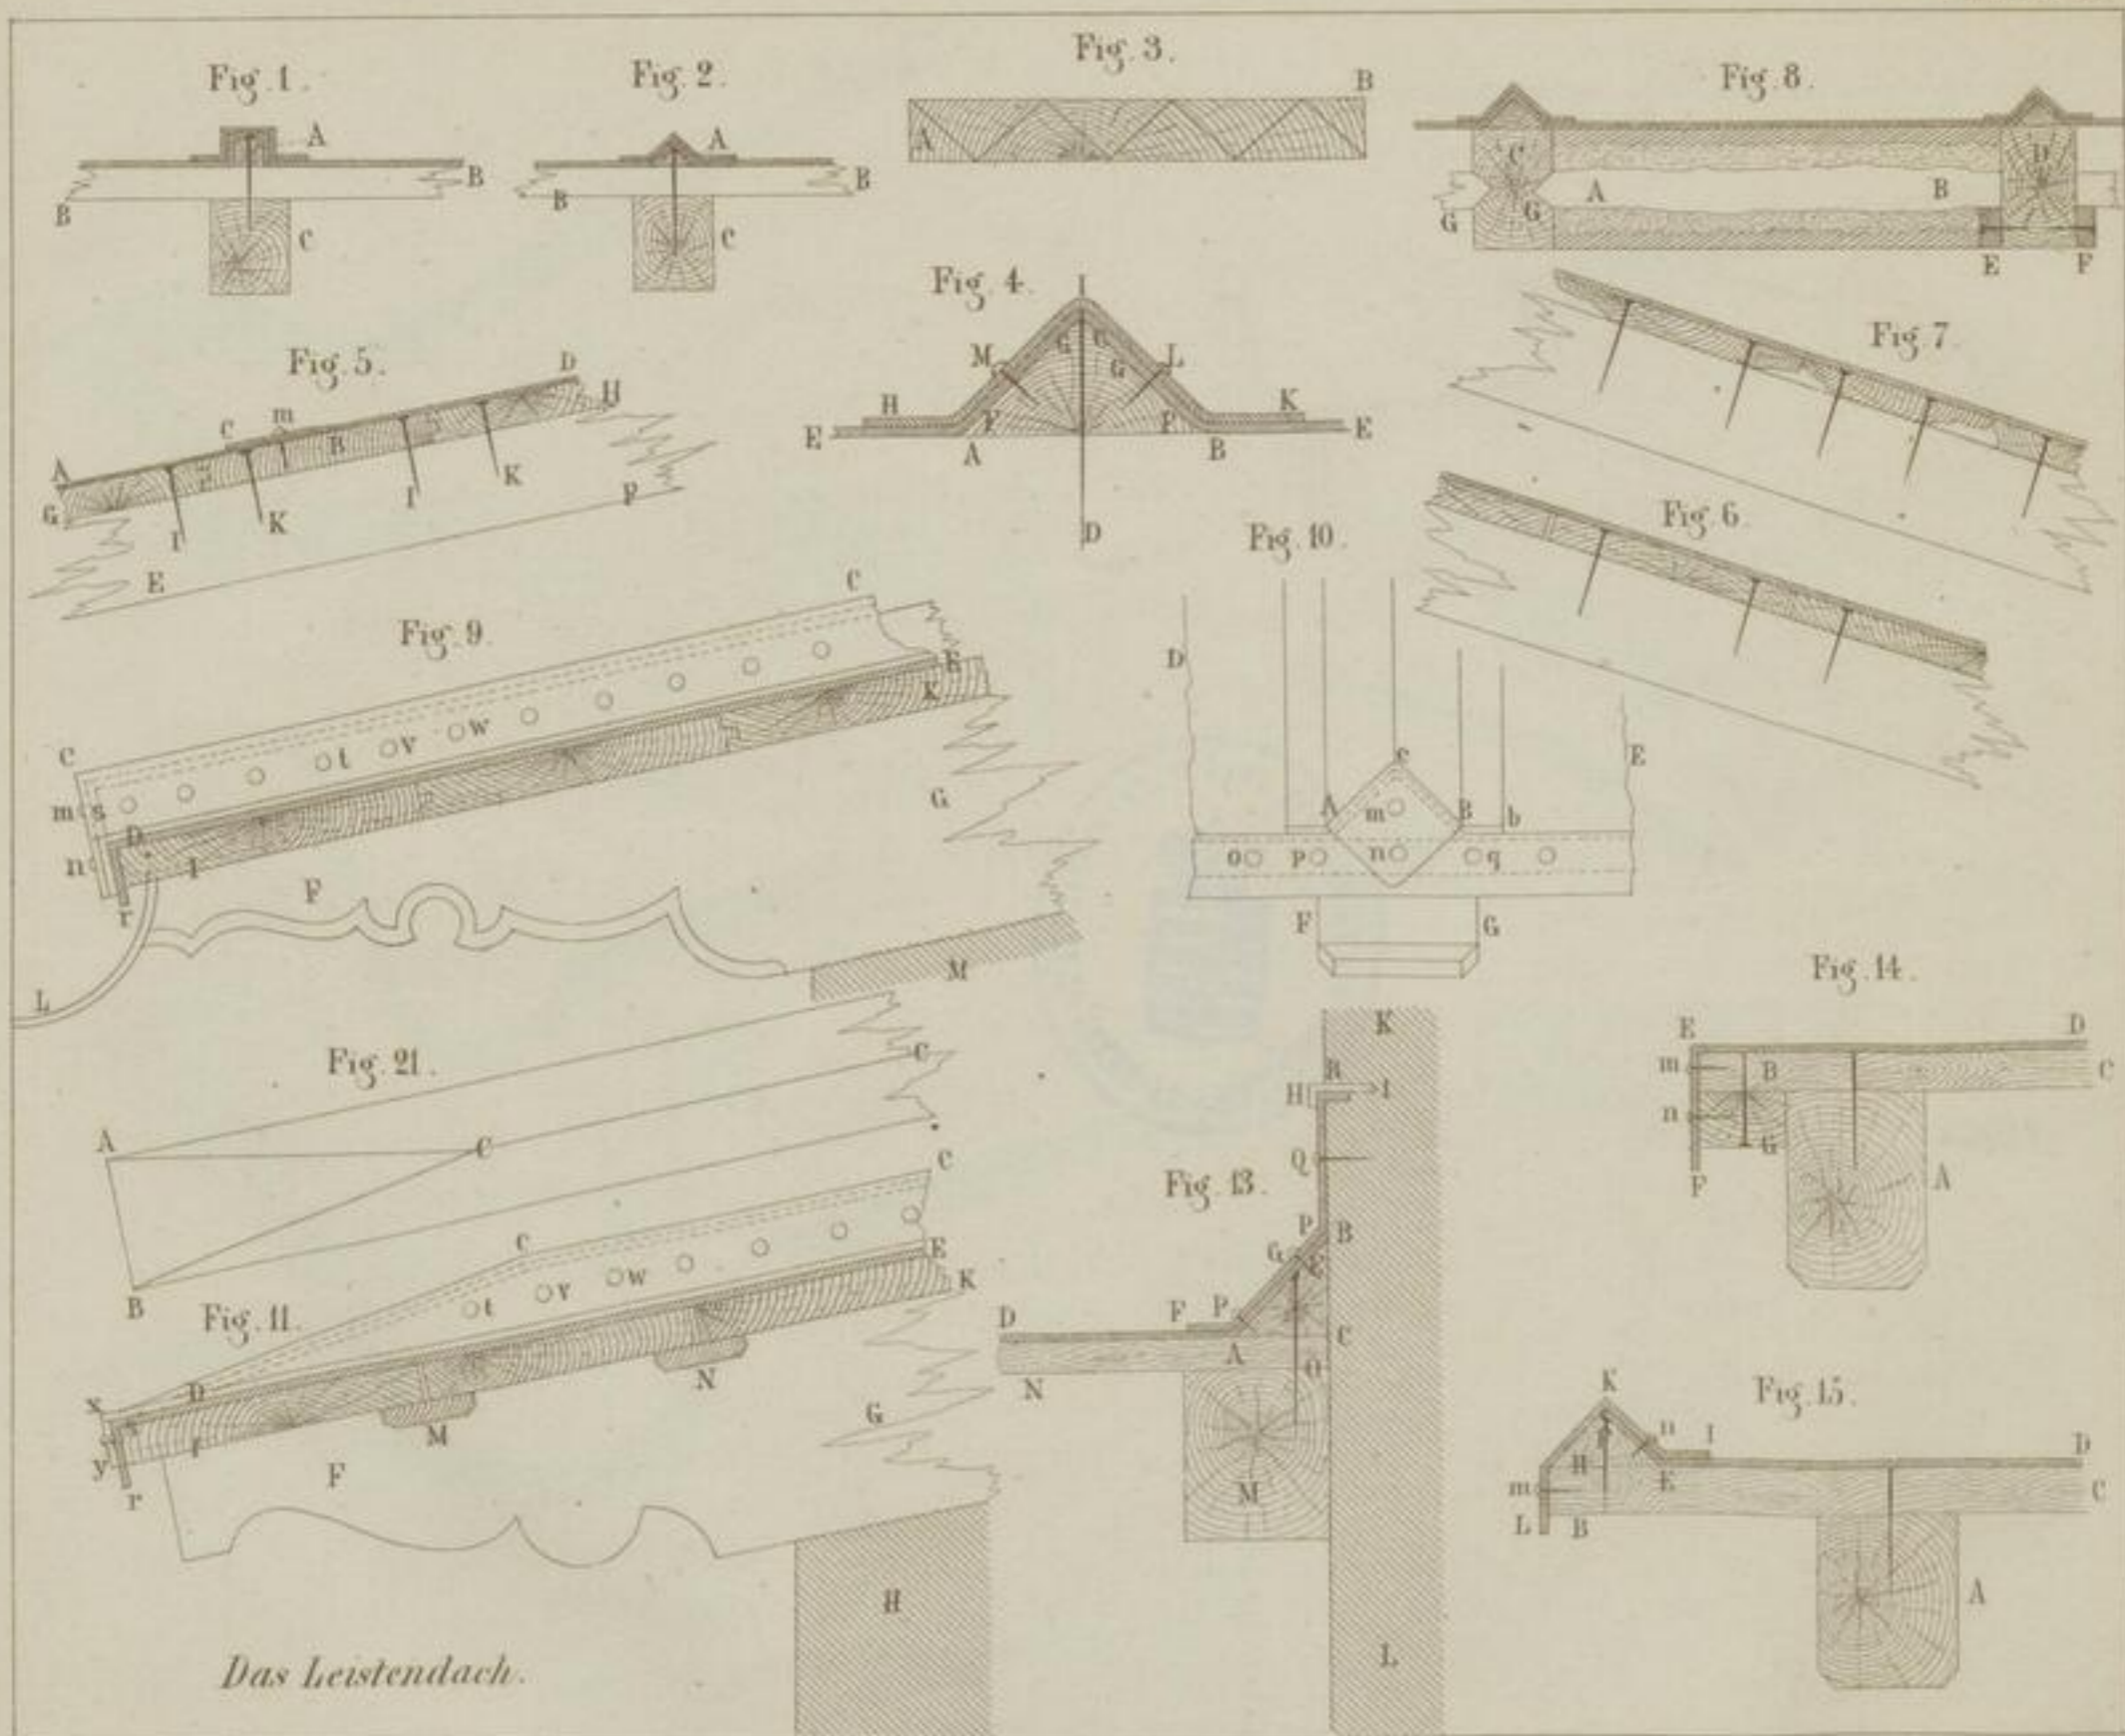 Fig. 1.
A
B
B
C
Fig. 2.
A
B
B
C
Fig. 3.
A
B
Fig. 8.
C
D
A
B
G
G
E
F
Fig. 4.
I
M
G
C
G
L
H
K
E
F
F
E
A
B
D
Fig. 5.
D
H
m
C
B
A
r
G
I
K
I
K
F
E
Fig. 7.
Fig. 6.
Fig. 9.
C
E
K
C
t
v
w
m
s
D
n
I
G
F
r
L
M
Fig. 10.
D
E
c
A
m
B
b
o
p
n
q
F
G
Fig. 21.
C
A
C
B
Fig. 11.
C
c
E
t
v
w
K
x
D
s
y
I
N
G
M
r
F
H
Fig. 13.
K
R
H
I
Q
P
B
G
E
D
F
P
A
C
N
O
M
L
Fig. 14.
E
D
m
B
C
n
G
F
A
Fig. 15.
K
F
n
I
D
H
E
m
C
L
B
A
Das Leistendach.